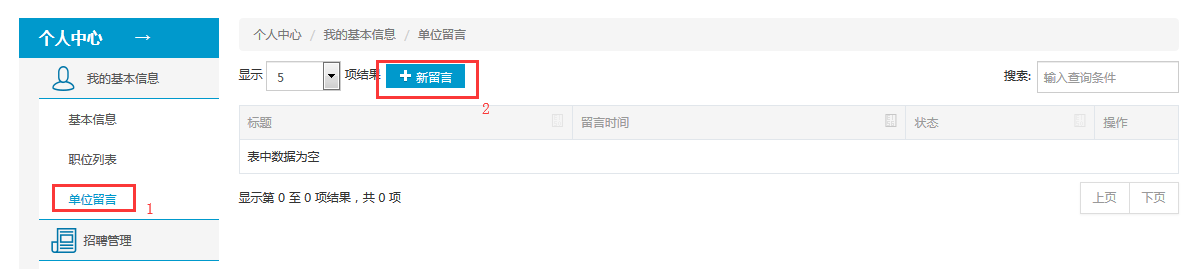 个人中心 →
个人中心 / 我的基本信息 / 单位留言
我的基本信息
基本信息
职位列表
单位留言 1
招聘管理
显示 5 项结果 + 新留言 2 搜索: 输入查询条件
标题 留言时间 状态 操作
表中数据为空
显示第 0 至 0 项结果，共 0 项 上页 下页